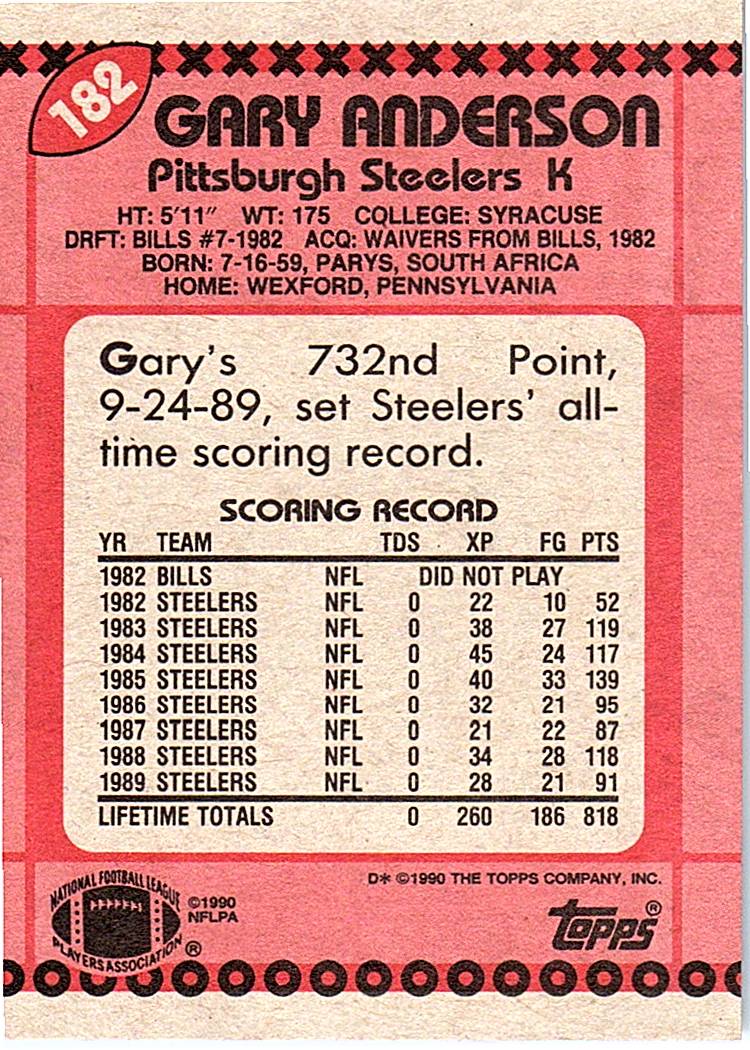 182
GARY ANDERSON
Pittsburgh Steelers K
HT: 5'11" WT: 175 COLLEGE: SYRACUSE
DRFT: BILLS #7-1982 ACQ: WAIVERS FROM BILLS, 1982
BORN: 7-16-59, PARYS, SOUTH AFRICA
HOME: WEXFORD, PENNSYLVANIA
Gary's 732nd Point,
9-24-89, set Steelers' all-
time scoring record.
SCORING RECORD
YR TEAM TDS XP FG PTS
1982 BILLS NFL DID NOT PLAY
1982 STEELERS NFL 0 22 10 52
1983 STEELERS NFL 0 38 27 119
1984 STEELERS NFL 0 45 24 117
1985 STEELERS NFL 0 40 33 139
1986 STEELERS NFL 0 32 21 95
1987 STEELERS NFL 0 21 22 87
1988 STEELERS NFL 0 34 28 118
1989 STEELERS NFL 0 28 21 91
LIFETIME TOTALS 0 260 186 818
D* ©1990 THE TOPPS COMPANY, INC.
NATIONAL FOOTBALL LEAGUE
PLAYERS ASSOCIATION ®
©1990
NFLPA
topps ®